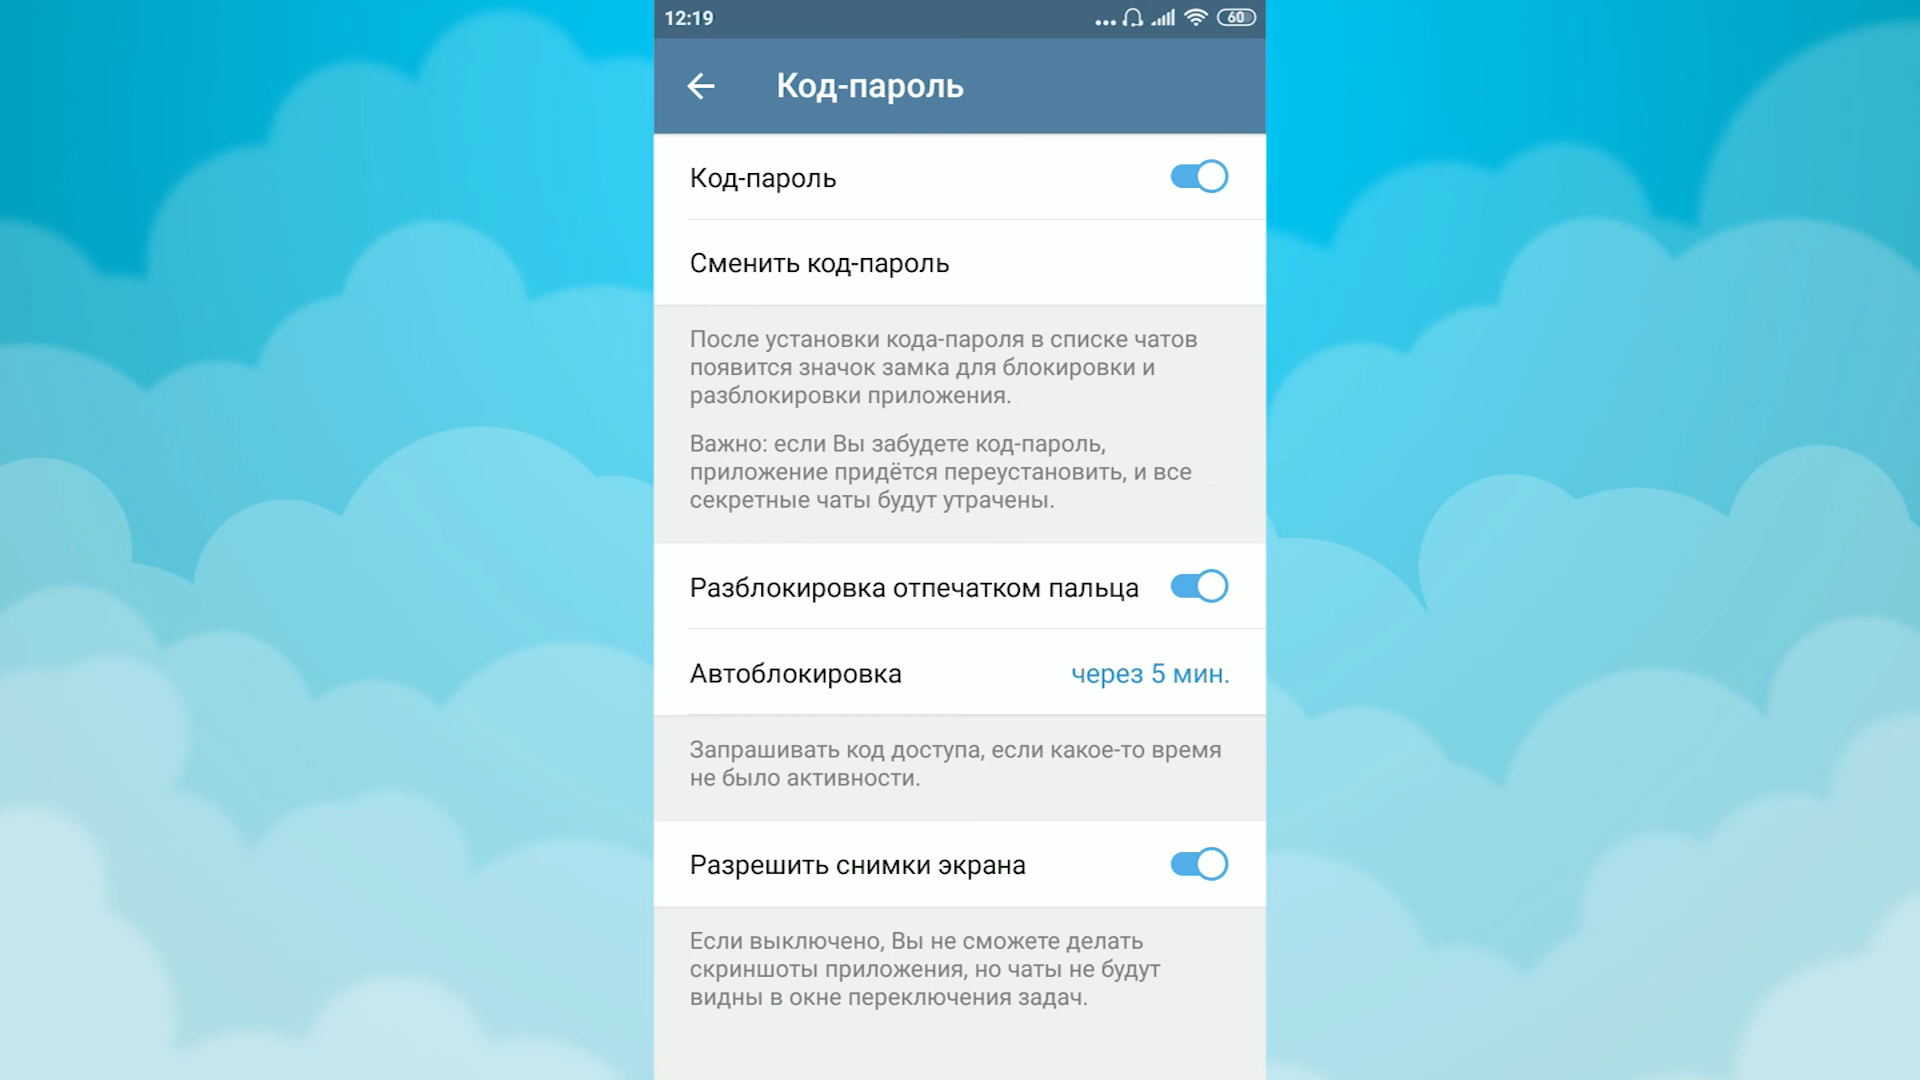 12:19
60
Код-пароль
Код-пароль
Сменить код-пароль
После установки кода-пароля в списке чатов
появится значок замка для блокировки и
разблокировки приложения.
Важно: если Вы забудете код-пароль,
приложение придётся переустановить, и все
секретные чаты будут утрачены.
Разблокировка отпечатком пальца
Автоблокировка через 5 мин.
Запрашивать код доступа, если какое-то время
не было активности.
Разрешить снимки экрана
Если выключено, Вы не сможете делать
скриншоты приложения, но чаты не будут
видны в окне переключения задач.